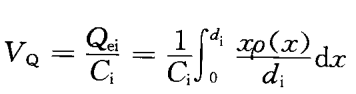 $V_Q = \frac{Q_{ei}}{C_i} = \frac{1}{C_i} \int_0^{d_i} \frac{x\rho(x)}{d_i} dx$